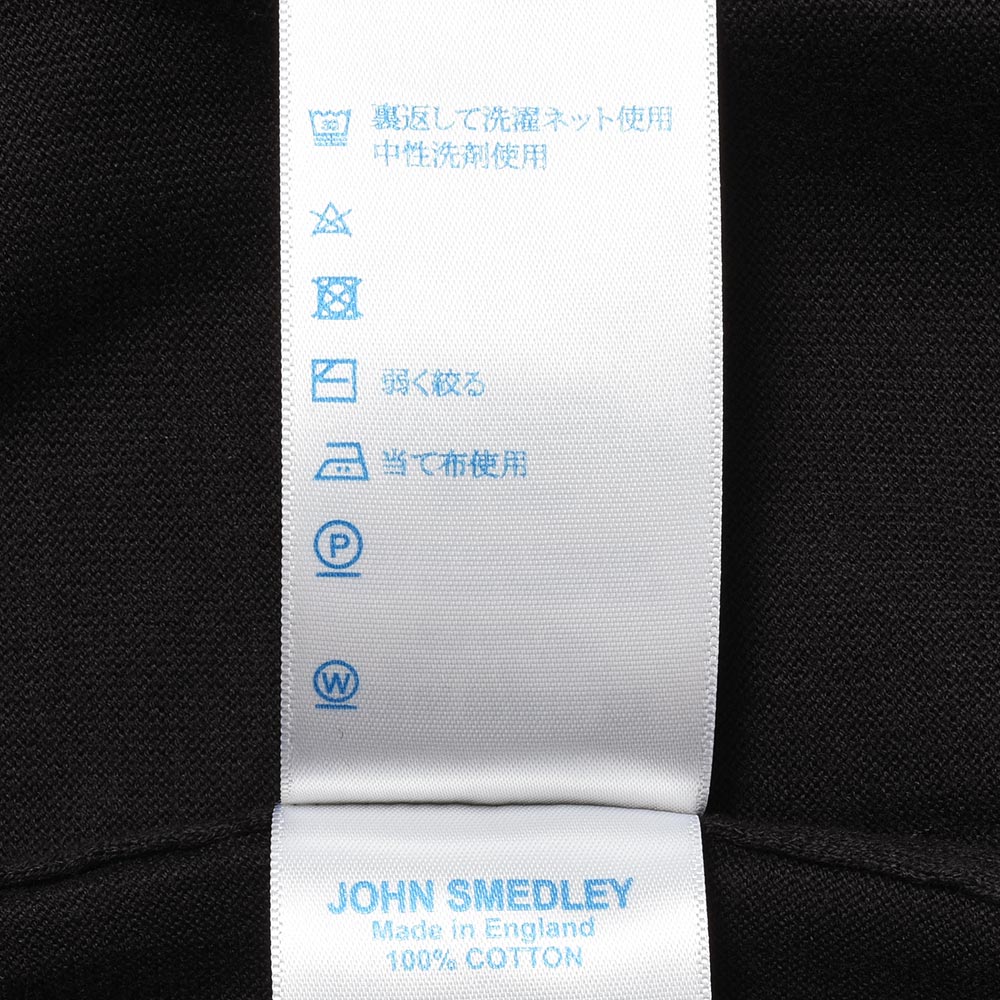 30
裏返して洗濯ネット使用
中性洗剤使用
弱く絞る
当て布使用
P
W
JOHN SMEDLEY
Made in England
100% COTTON